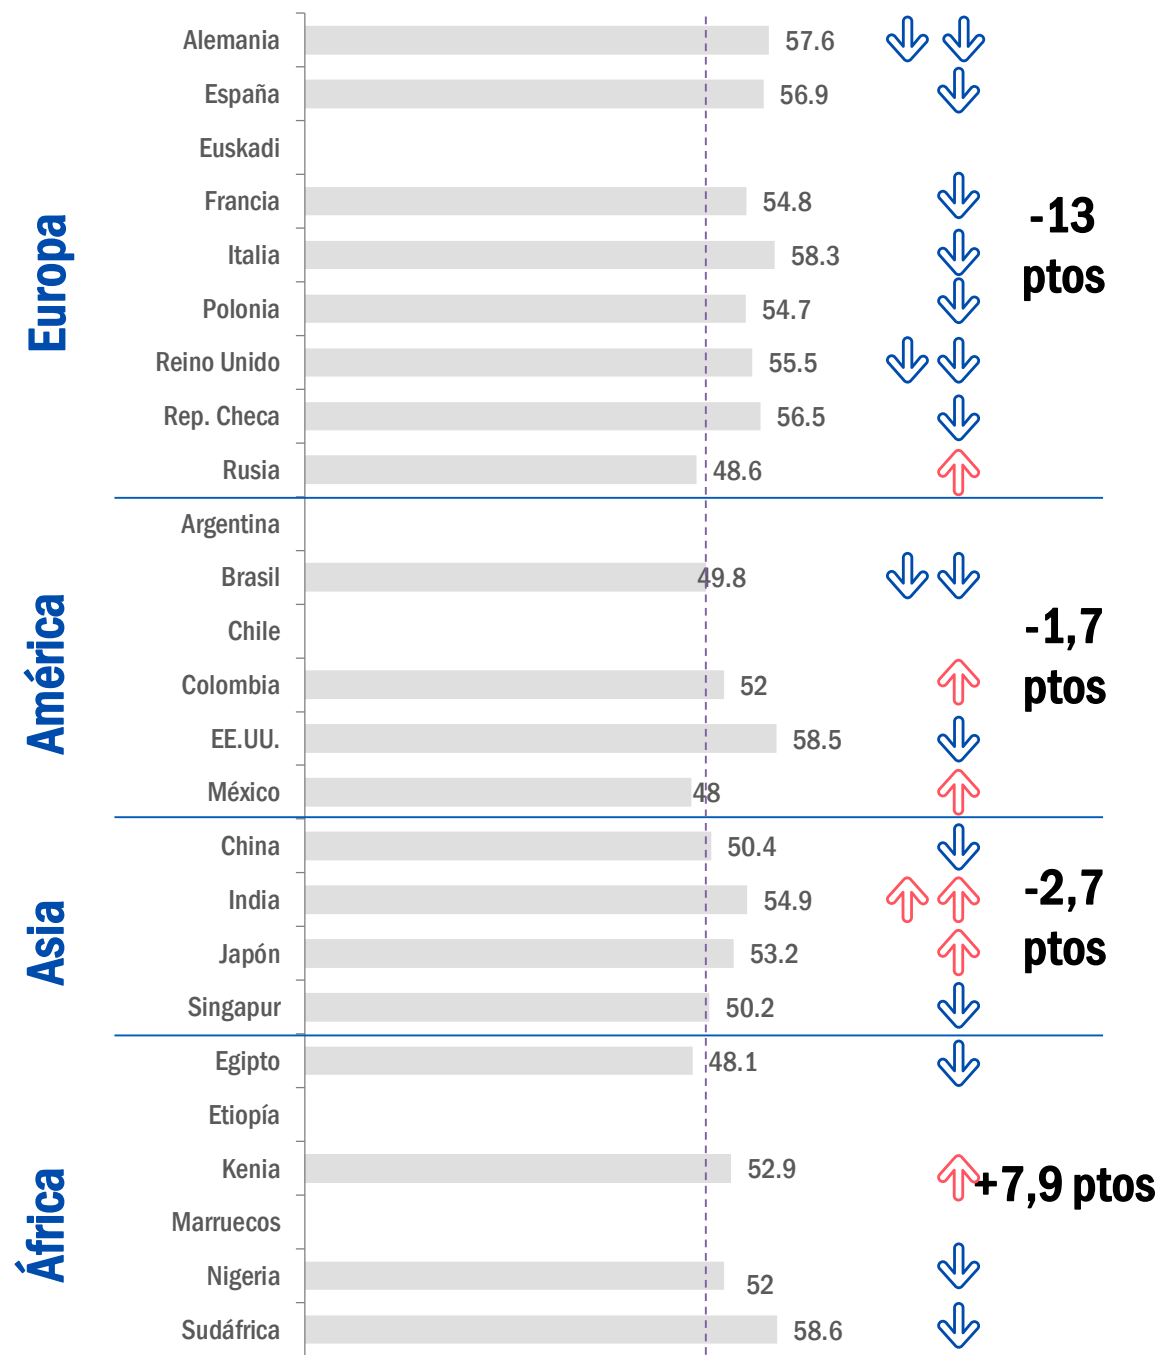 Europa
Alemania 57.6
España 56.9
Euskadi
Francia 54.8
Italia 58.3
Polonia 54.7
Reino Unido 55.5
Rep. Checa 56.5
Rusia 48.6
-13
ptos
América
Argentina
Brasil 49.8
Chile
Colombia 52
EE.UU. 58.5
México 48
-1,7
ptos
Asia
China 50.4
India 54.9
Japón 53.2
Singapur 50.2
-2,7
ptos
África
Egipto 48.1
Etiopía
Kenia 52.9
Marruecos
Nigeria 52
Sudáfrica 58.6
+7,9 ptos